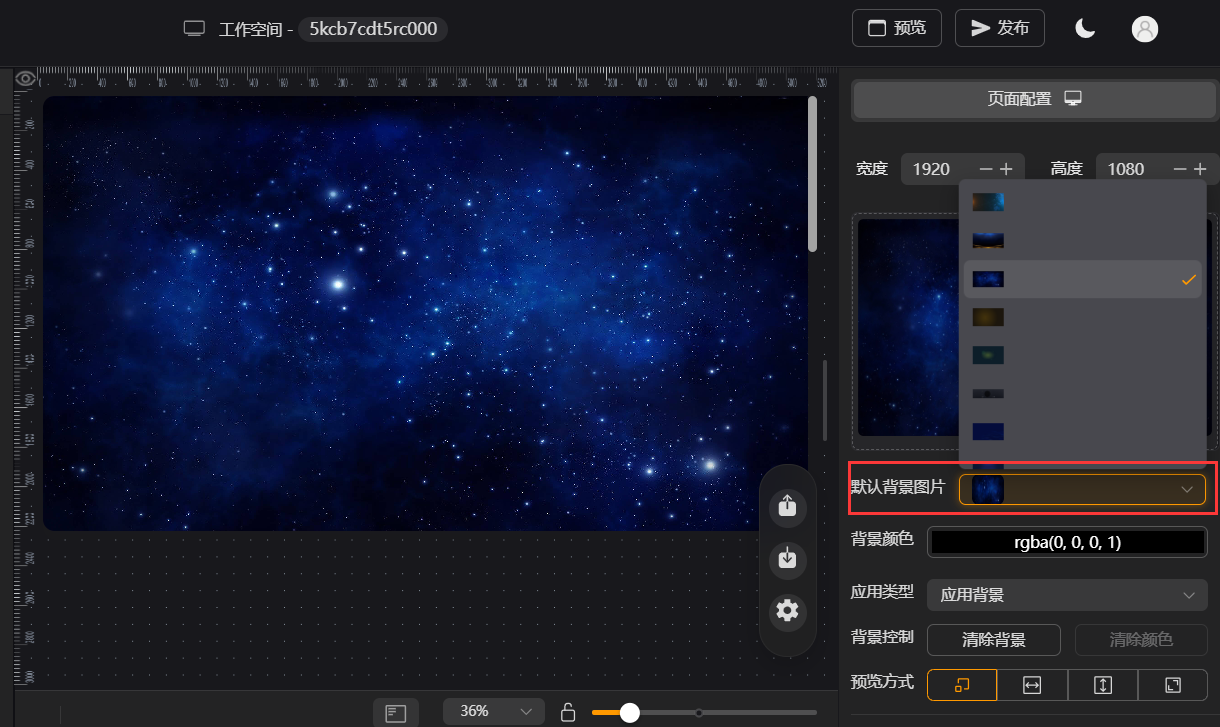 工作空间 - 5kcb7cdt5rc000
预览
发布
页面配置
宽度 1920
高度 1080
默认背景图片
背景颜色 rgba(0, 0, 0, 1)
应用类型 应用背景
背景控制 清除背景 清除颜色
预览方式
36%